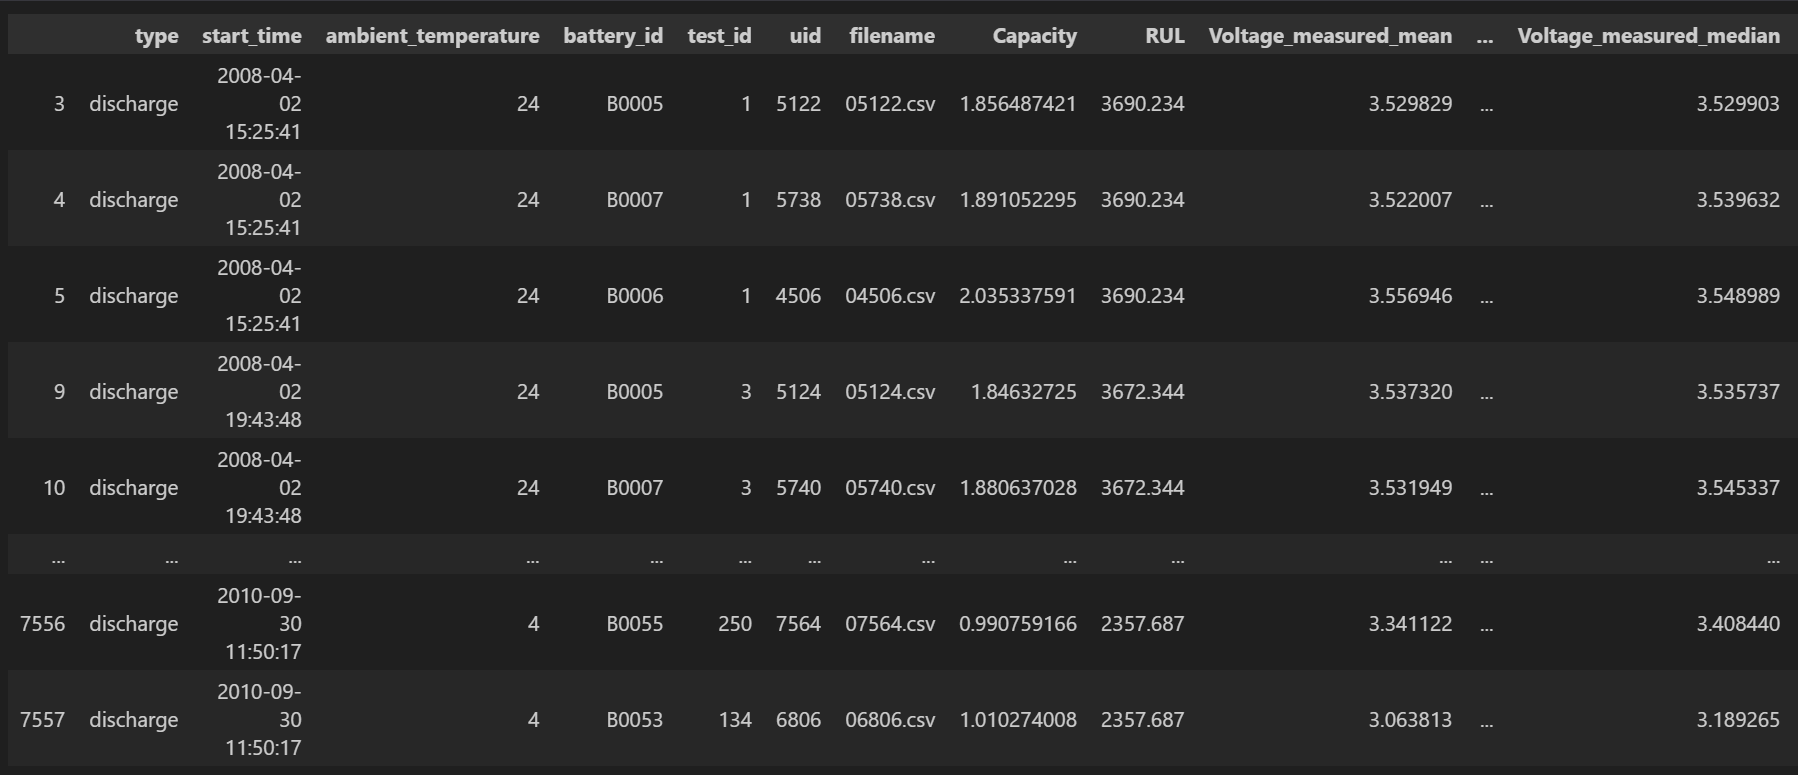 type start_time ambient_temperature battery_id test_id uid filename Capacity RUL Voltage_measured_mean ... Voltage_measured_median
3 discharge 2008-04-02 15:25:41 24 B0005 1 5122 05122.csv 1.856487421 3690.234 3.529829 ... 3.529903
4 discharge 2008-04-02 15:25:41 24 B0007 1 5738 05738.csv 1.891052295 3690.234 3.522007 ... 3.539632
5 discharge 2008-04-02 15:25:41 24 B0006 1 4506 04506.csv 2.035337591 3690.234 3.556946 ... 3.548989
9 discharge 2008-04-02 19:43:48 24 B0005 3 5124 05124.csv 1.84632725 3672.344 3.537320 ... 3.535737
10 discharge 2008-04-02 19:43:48 24 B0007 3 5740 05740.csv 1.880637028 3672.344 3.531949 ... 3.545337
... ... ... ... ... ... ... ... ... ... ... ... ...
7556 discharge 2010-09-30 11:50:17 4 B0055 250 7564 07564.csv 0.990759166 2357.687 3.341122 ... 3.408440
7557 discharge 2010-09-30 11:50:17 4 B0053 134 6806 06806.csv 1.010274008 2357.687 3.063813 ... 3.189265